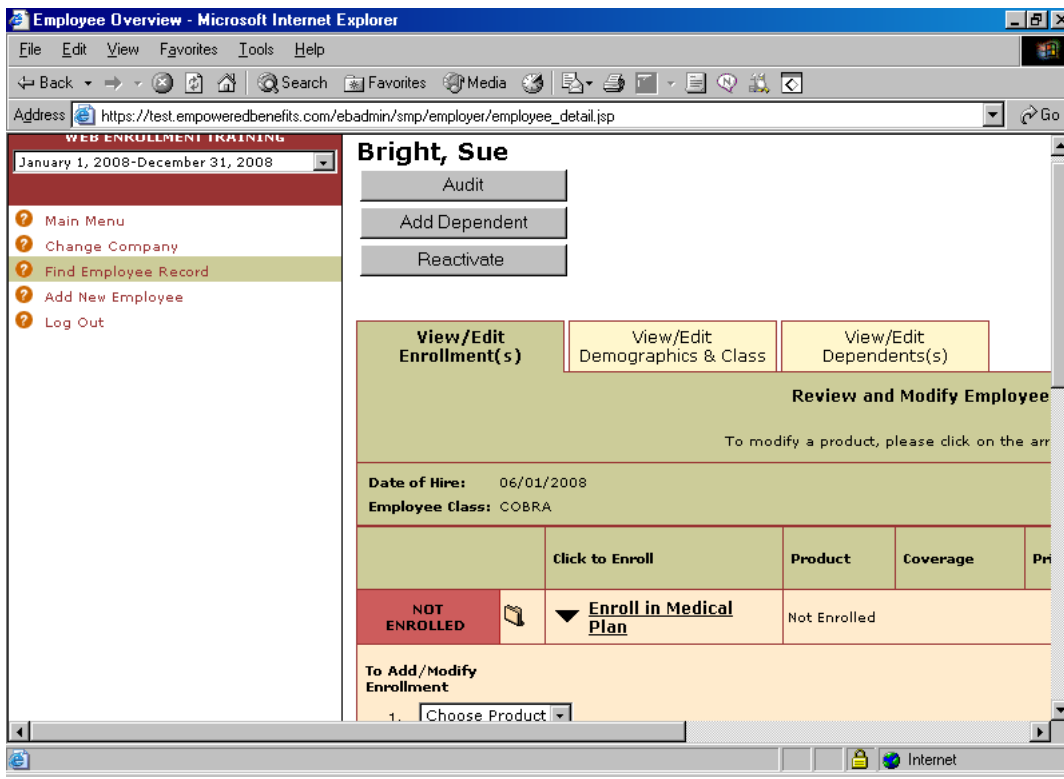 Employee Overview - Microsoft Internet Explorer
File Edit View Favorites Tools Help
Back Search Favorites Media
Address https://test.empoweredbenefits.com/ebadmin/smp/employer/employee_detail.jsp Go
WEB ENROLLMENT TRAINING
January 1, 2008-December 31, 2008
Main Menu
Change Company
Find Employee Record
Add New Employee
Log Out
Bright, Sue
Audit
Add Dependent
Reactivate
View/Edit
Enrollment(s)
View/Edit
Demographics & Class
View/Edit
Dependents(s)
Review and Modify Employee
To modify a product, please click on the arr
Date of Hire: 06/01/2008
Employee Class: COBRA
Click to Enroll Product Coverage Pri
NOT
ENROLLED
Enroll in Medical
Plan
Not Enrolled
To Add/Modify
Enrollment
1. Choose Product
Internet